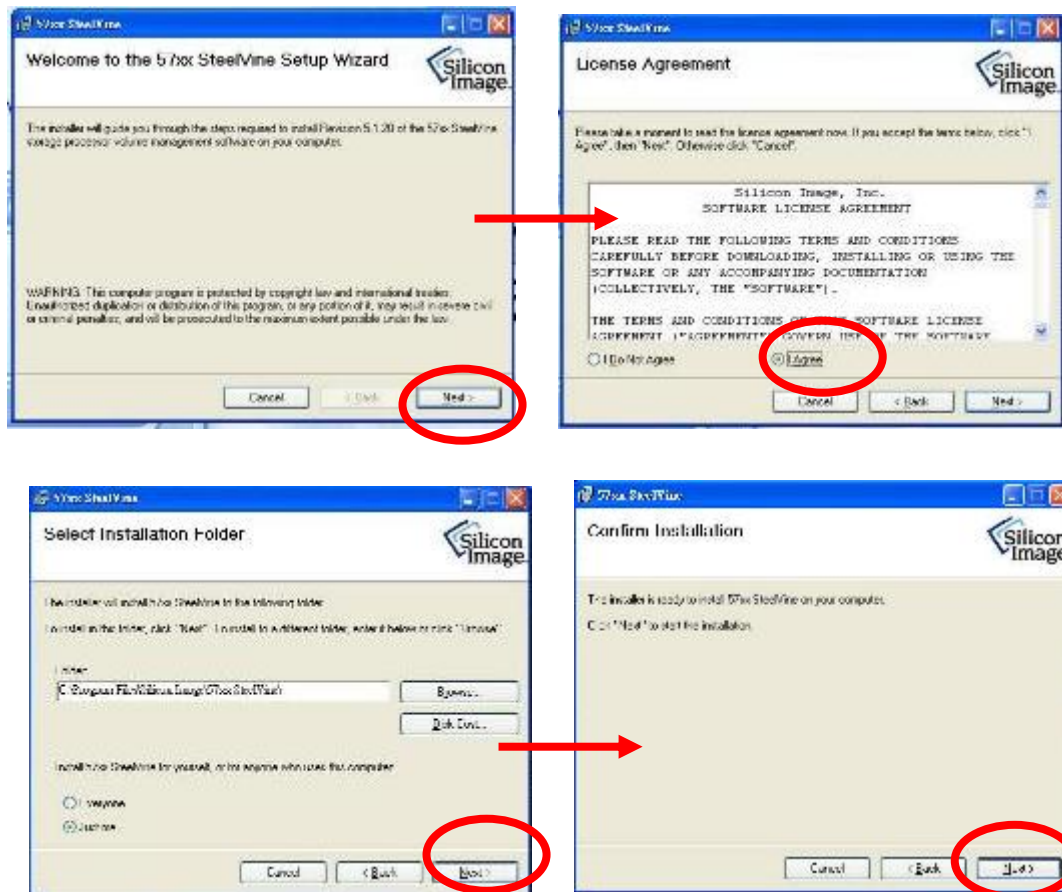 57xx SteelVine
Welcome to the 57xx SteelVine Setup Wizard
Silicon Image
The installer will guide you through the steps required to install Revision 5.1.20 of the 57xx SteelVine
storage processor volume management software on your computer.
WARNING: This computer program is protected by copyright law and international treaties.
Unauthorized duplication or distribution of this program, or any portion of it, may result in severe civil
or criminal penalties, and will be prosecuted to the maximum extent possible under the law.
Cancel
< Back
Next >
57xx SteelVine
License Agreement
Silicon Image
Please take a moment to read the license agreement now. If you accept the terms below, click "I
Agree", then "Next". Otherwise click "Cancel".
Silicon Image, Inc.
SOFTWARE LICENSE AGREEMENT
PLEASE READ THE FOLLOWING TERMS AND CONDITIONS
CAREFULLY BEFORE DOWNLOADING, INSTALLING OR USING THE
SOFTWARE OR ANY ACCOMPANYING DOCUMENTATION
(COLLECTIVELY, THE "SOFTWARE").
THE TERMS AND CONDITIONS OF THIS SOFTWARE LICENSE
AGREEMENT ("AGREEMENT") GOVERN USE OF THE SOFTWARE
I Do Not Agree
I Agree
Cancel
< Back
Next >
57xx SteelVine
Select Installation Folder
Silicon Image
The installer will install 57xx SteelVine to the following folder.
To install in this folder, click "Next". To install to a different folder, enter it below or click "Browse".
Folder:
C:\Program Files\Silicon Image\57xx SteelVine\
Browse...
Disk Cost...
Install 57xx SteelVine for yourself, or for anyone who uses this computer:
Everyone
Just me
Cancel
< Back
Next >
57xx SteelVine
Confirm Installation
Silicon Image
The installer is ready to install 57xx SteelVine on your computer.
Click "Next" to start the installation.
Cancel
< Back
Next >